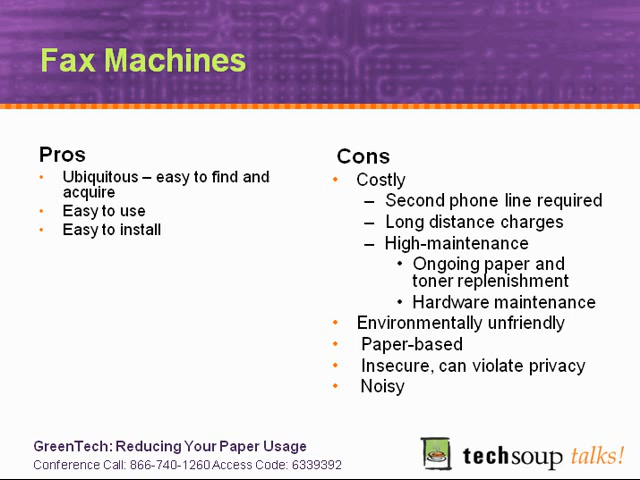 Fax Machines
Pros
• Ubiquitous – easy to find and
acquire
• Easy to use
• Easy to install
Cons
• Costly
– Second phone line required
– Long distance charges
– High-maintenance
• Ongoing paper and
toner replenishment
• Hardware maintenance
• Environmentally unfriendly
• Paper-based
• Insecure, can violate privacy
• Noisy
GreenTech: Reducing Your Paper Usage
Conference Call: 866-740-1260 Access Code: 6339392
techsoup talks!